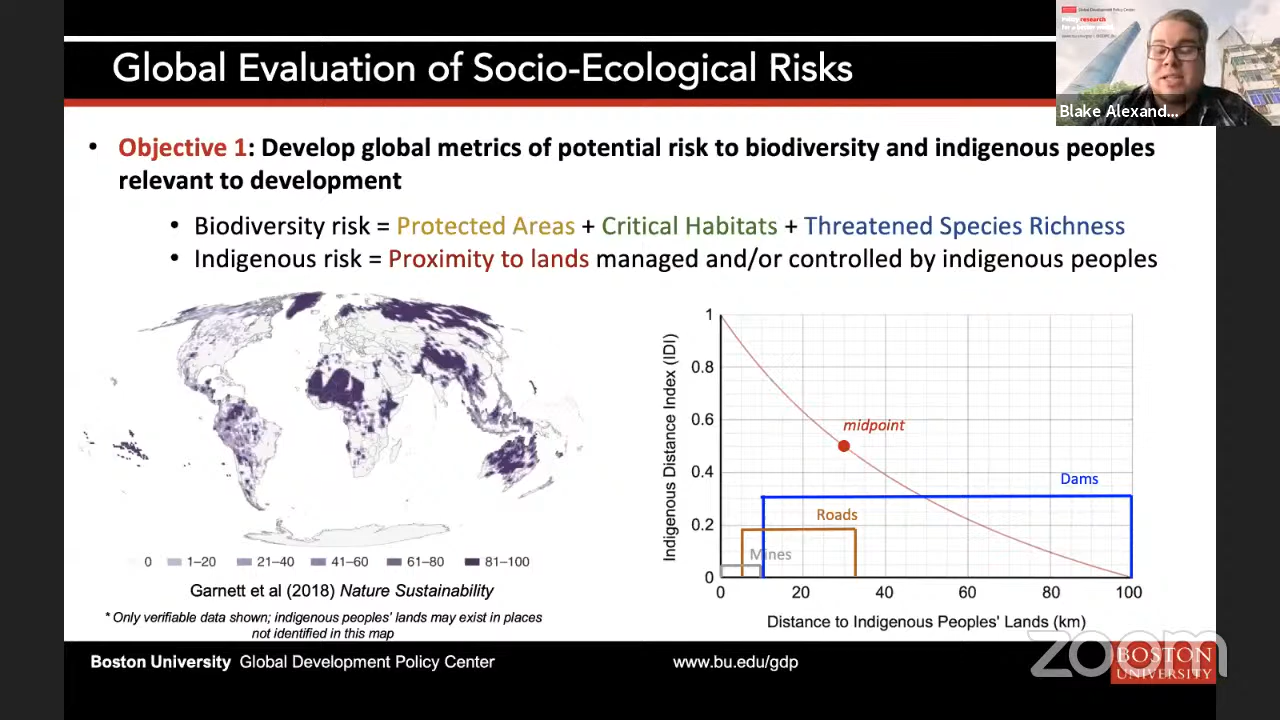 Global Evaluation of Socio-Ecological Risks
Blake Alexand...
• Objective 1: Develop global metrics of potential risk to biodiversity and indigenous peoples
relevant to development
• Biodiversity risk = Protected Areas + Critical Habitats + Threatened Species Richness
• Indigenous risk = Proximity to lands managed and/or controlled by indigenous peoples
0 1–20 21–40 41–60 61–80 81–100
Garnett et al (2018) Nature Sustainability
* Only verifiable data shown; indigenous peoples' lands may exist in places
not identified in this map
Indigenous Distance Index (IDI)
1
0.8
0.6
0.4
0.2
0
midpoint
Dams
Roads
Mines
0 20 40 60 80 100
Distance to Indigenous Peoples' Lands (km)
Boston University Global Development Policy Center
www.bu.edu/gdp
zoom
BOSTON
UNIVERSITY